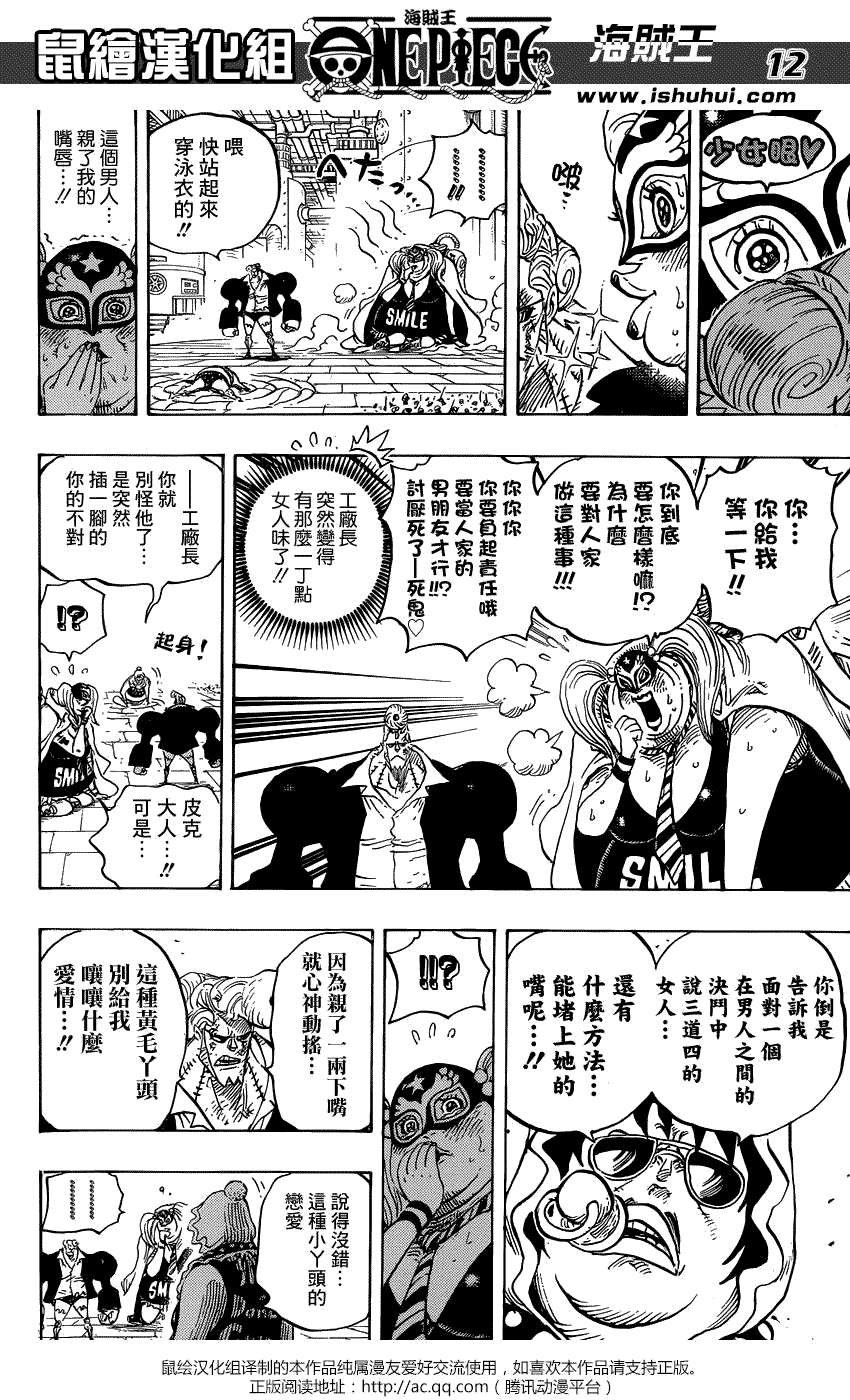 鼠繪漢化組
海賊王
ONE PIECE
海賊王
12
www.ishuhui.com
少女眼♡
啵…
………
………
へたっ…
喂
快站起來
穿泳衣的!!
這個男人…
親了我的
嘴唇…!!
你…
你給我
等一下!!
你到底
要怎麼樣嘛!?
為什麼
要對人家
做這種事!!!
你你你
你要負起責任哦
要當人家的
男朋友才行!!?
討厭死了—死鬼♡
工廠長
突然變得
有那麼一丁點
女人味了!!
SMILE
SMIL
——工廠長
你就
別怪他了…
是突然
插一腳的
你的不對
起身!
!?
皮克
大人…!!
可是…
SMILE
你倒是
告訴我
面對一個
在男人之間的
決鬥中
說三道四的
女人…
還有
什麼方法…
能堵上她的
嘴呢…!!
!!?
因為親了一兩下嘴
就心神動搖…
這種黃毛丫頭
別給我
嚷嚷什麼
愛情…!!
說得沒錯…
這種小丫頭的
戀愛
………
………
SMI
鼠绘汉化组译制的本作品纯属漫友爱好交流使用，如喜欢本作品请支持正版。
正版阅读地址：http://ac.qq.com（腾讯动漫平台）